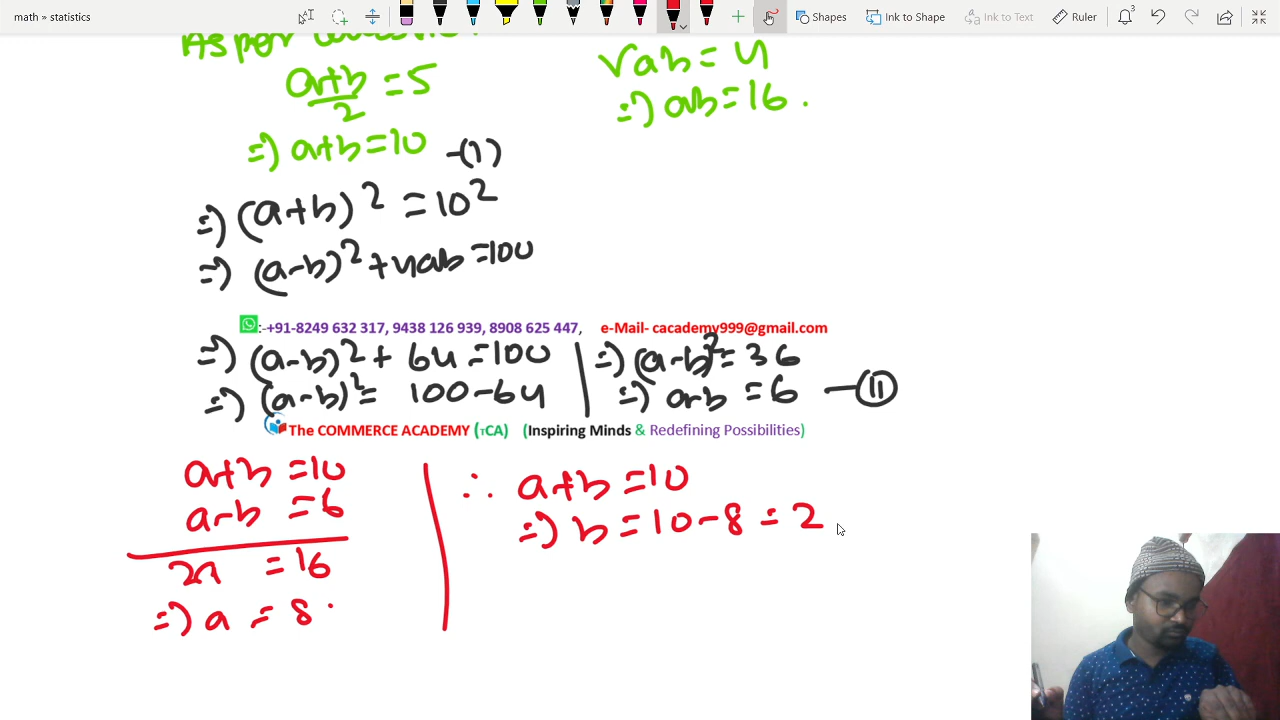 math » statistics
Shapes
Ink to Shape
Ink to Text
Ruler
As per
a+b/2 = 5
√ab = 4
⇒ ab = 16 .
⇒ a+b = 10 -(1)
⇒ (a+b)² = 10²
⇒ (a-b)² + 4ab = 100
:-+91-8249 632 317, 9438 126 939, 8908 625 447, e-Mail- cacademy999@gmail.com
⇒ (a-b)² + 64 = 100
⇒ (a-b)² = 100 - 64
⇒ (a-b)² = 36
⇒ a-b = 6 -(11)
The COMMERCE ACADEMY (TCA) (Inspiring Minds & Redefining Possibilities)
a+b = 10
a-b = 6
2a = 16
⇒ a = 8 .
∴ a+b = 10
⇒ b = 10 - 8 = 2